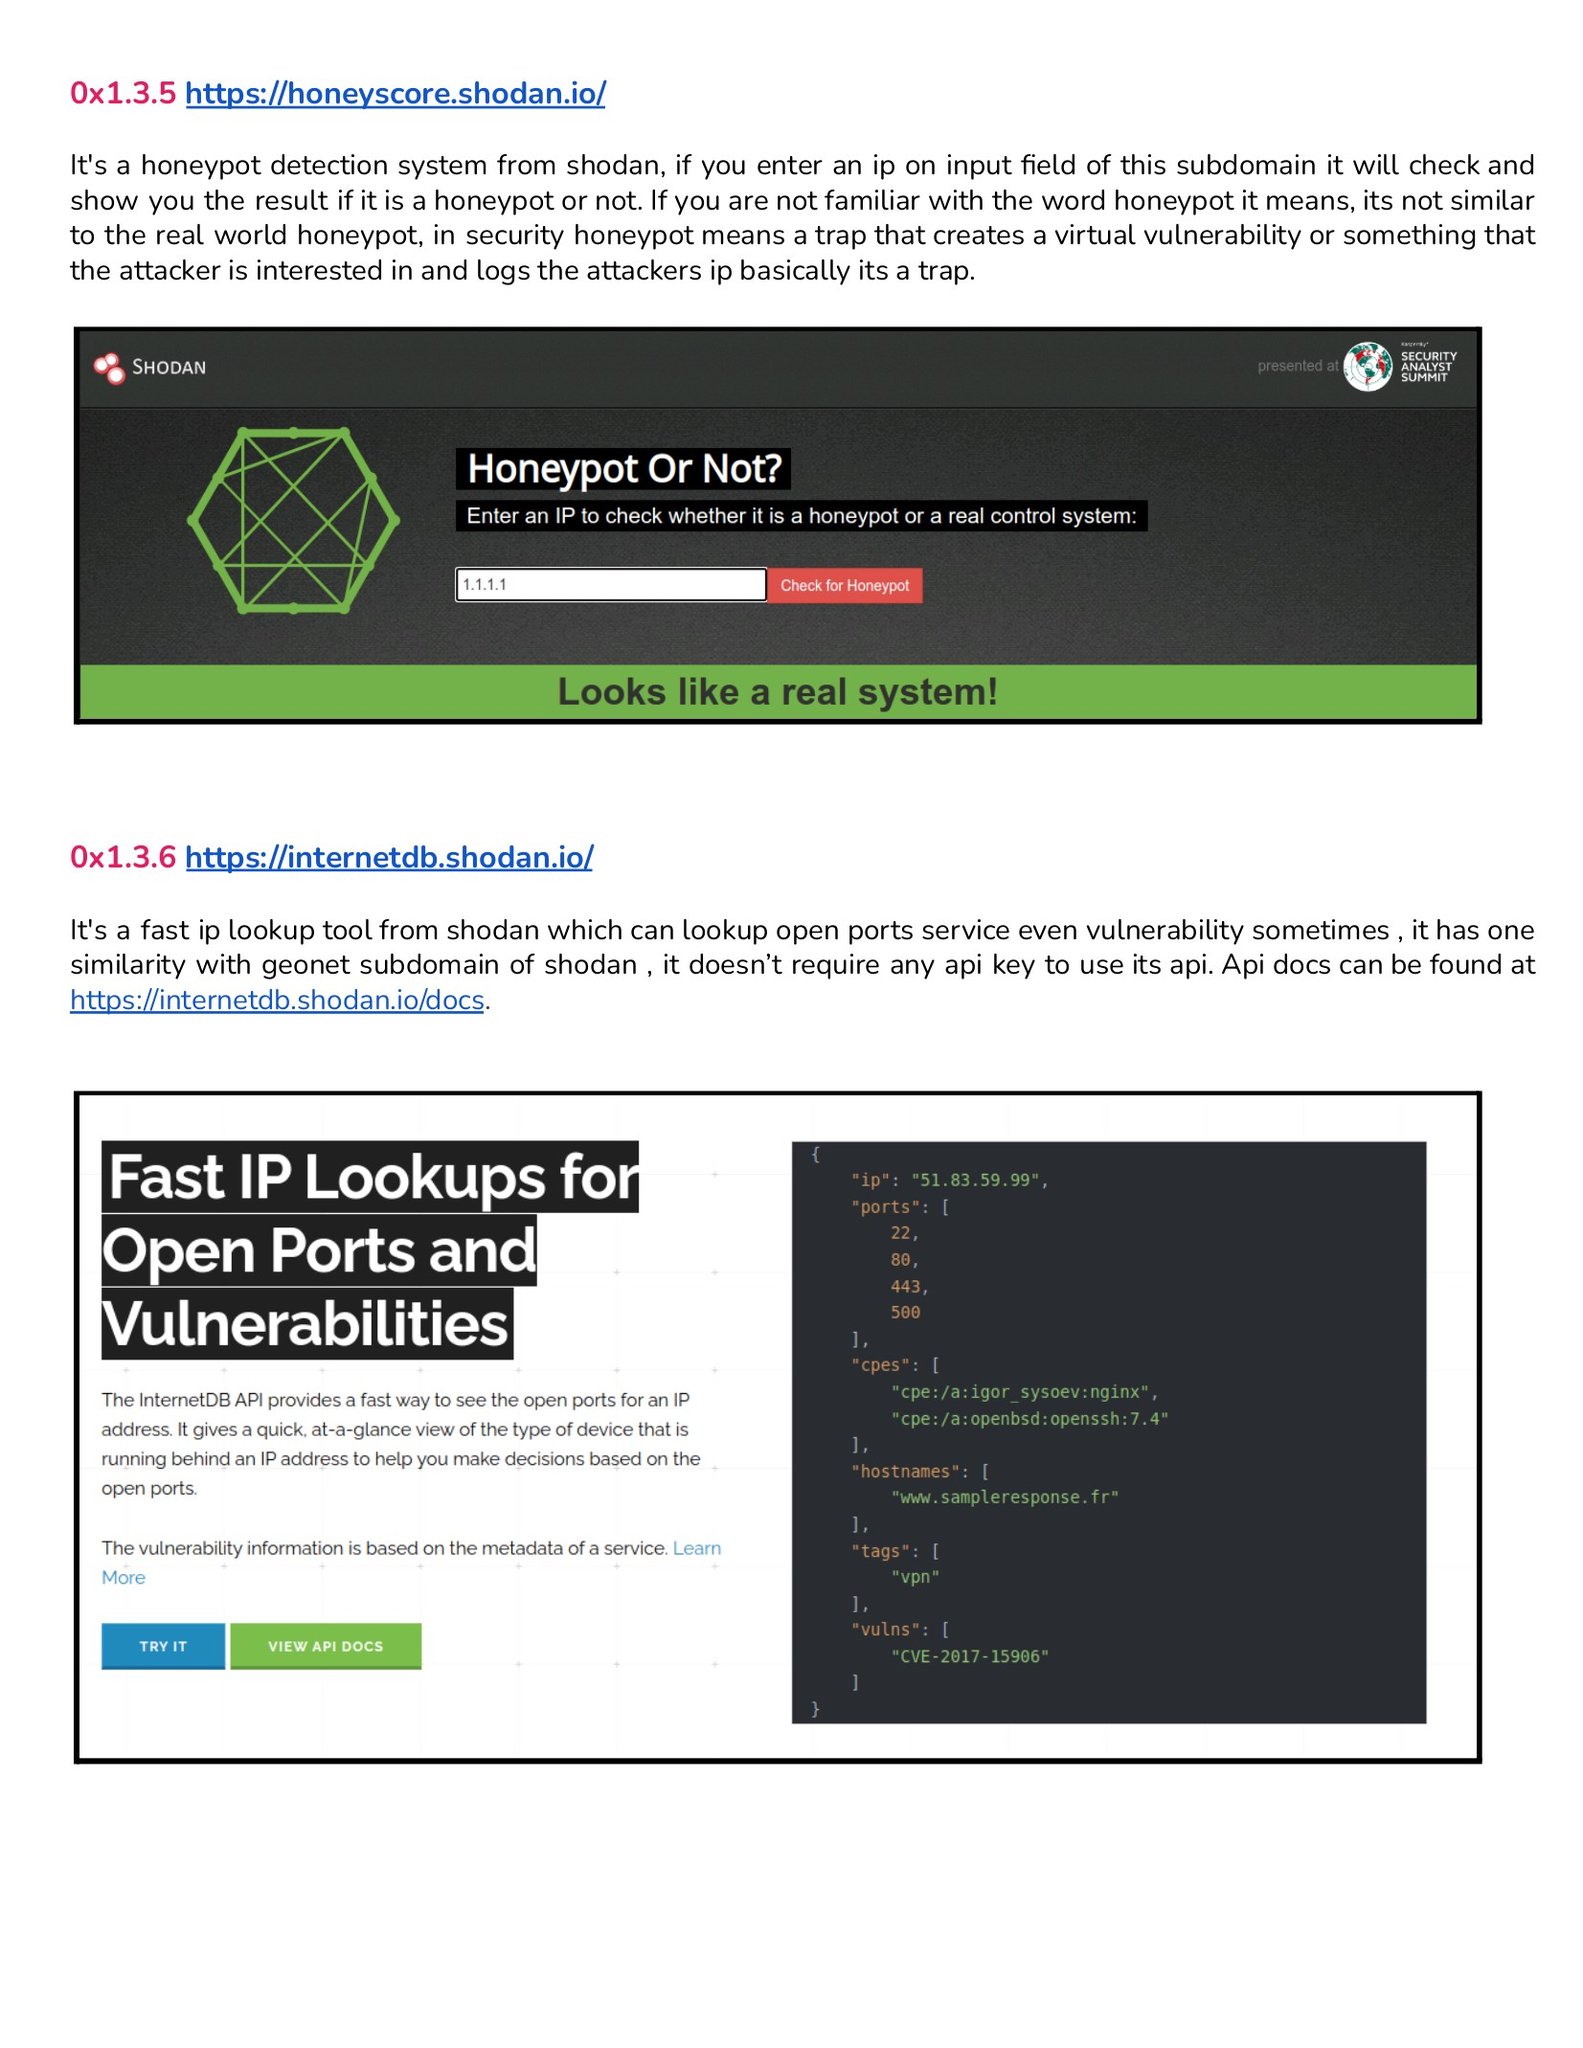 0x1.3.5 https://honeyscore.shodan.io/
It's a honeypot detection system from shodan, if you enter an ip on input field of this subdomain it will check and
show you the result if it is a honeypot or not. If you are not familiar with the word honeypot it means, its not similar
to the real world honeypot, in security honeypot means a trap that creates a virtual vulnerability or something that
the attacker is interested in and logs the attackers ip basically its a trap.
SHODAN
presented at
kaspersky
SECURITY
ANALYST
SUMMIT
Honeypot Or Not?
Enter an IP to check whether it is a honeypot or a real control system:
1.1.1.1
Check for Honeypot
Looks like a real system!
0x1.3.6 https://internetdb.shodan.io/
It's a fast ip lookup tool from shodan which can lookup open ports service even vulnerability sometimes , it has one
similarity with geonet subdomain of shodan , it doesn’t require any api key to use its api. Api docs can be found at
https://internetdb.shodan.io/docs.
Fast IP Lookups for
Open Ports and
Vulnerabilities
The InternetDB API provides a fast way to see the open ports for an IP
address. It gives a quick, at-a-glance view of the type of device that is
running behind an IP address to help you make decisions based on the
open ports.
The vulnerability information is based on the metadata of a service. Learn
More
TRY IT
VIEW API DOCS
{
"ip": "51.83.59.99",
"ports": [
22,
80,
443,
500
],
"cpes": [
"cpe:/a:igor_sysoev:nginx",
"cpe:/a:openbsd:openssh:7.4"
],
"hostnames": [
"www.sampleresponse.fr"
],
"tags": [
"vpn"
],
"vulns": [
"CVE-2017-15906"
]
}